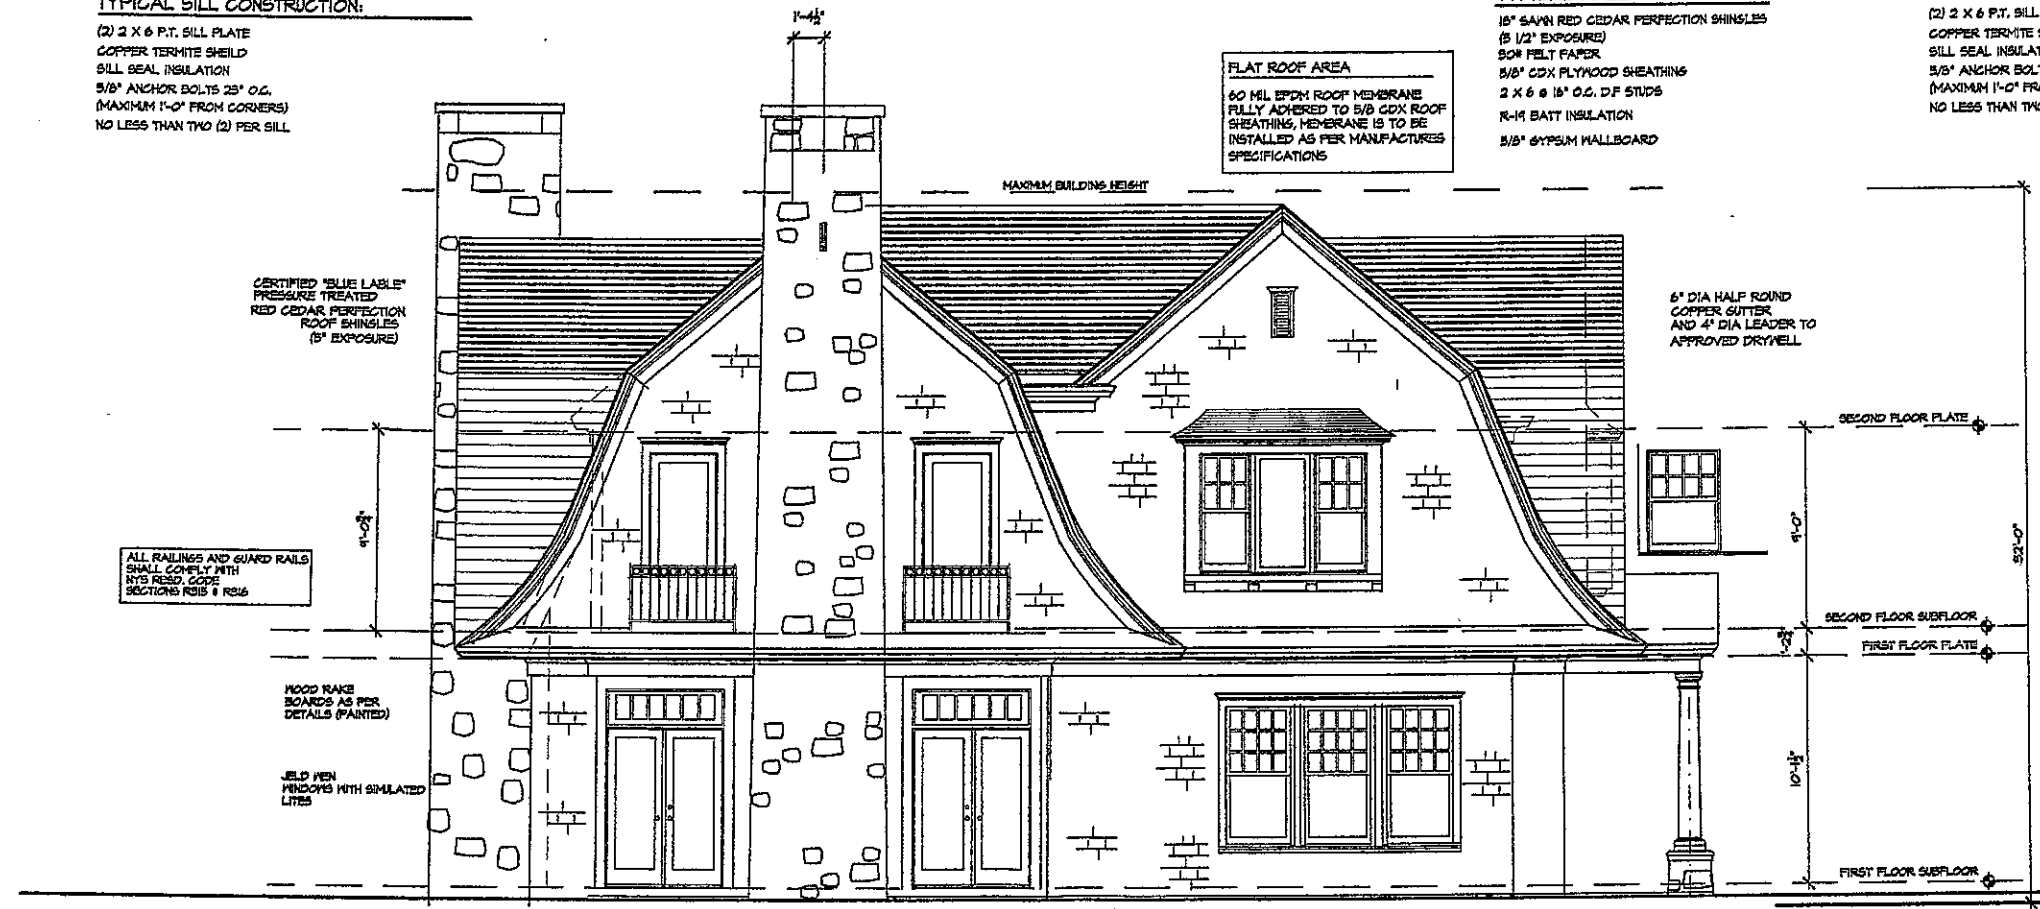 TYPICAL SILL CONSTRUCTION:
(2) 2 X 6 P.T. SILL PLATE
COPPER TERMITE SHEILD
SILL SEAL INSULATION
5/8" ANCHOR BOLTS 23" O.C.
(MAXIMUM 1'-0" FROM CORNERS)
NO LESS THAN TWO (2) PER SILL
1'-4½"
FLAT ROOF AREA
60 MIL EPDM ROOF MEMBRANE
FULLY ADHERED TO 5/8 CDX ROOF
SHEATHING, MEMBRANE IS TO BE
INSTALLED AS PER MANUFACTURES
SPECIFICATIONS
18" SAWN RED CEDAR PERFECTION SHINGLES
(5 1/2" EXPOSURE)
30# FELT PAPER
5/8" CDX PLYWOOD SHEATHING
2 X 6 @ 16" O.C. DF STUDS
R-19 BATT INSULATION
5/8" GYPSUM WALLBOARD
(2) 2 X 6 P.T. SILL
COPPER TERMITE
SILL SEAL
5/8" ANCHOR
(MAXIMUM 1'-0"
NO LESS THAN
MAXIMUM BUILDING HEIGHT
CERTIFIED "BLUE LABLE"
PRESSURE TREATED
RED CEDAR PERFECTION
ROOF SHINGLES
(5" EXPOSURE)
6" DIA HALF ROUND
COPPER GUTTER
AND 4" DIA LEADER TO
APPROVED DRYWELL
SECOND FLOOR PLATE
9'-0"
32'-0"
ALL RAILINGS AND GUARD RAILS
SHALL COMPLY WITH
NYS RESD. CODE
SECTIONS R315 & R316
SECOND FLOOR SUBFLOOR
FIRST FLOOR PLATE
WOOD RAKE
BOARDS AS PER
DETAILS (PAINTED)
JELD WEN
WINDOWS WITH SIMULATED
LITES
10'-1½"
FIRST FLOOR SUBFLOOR